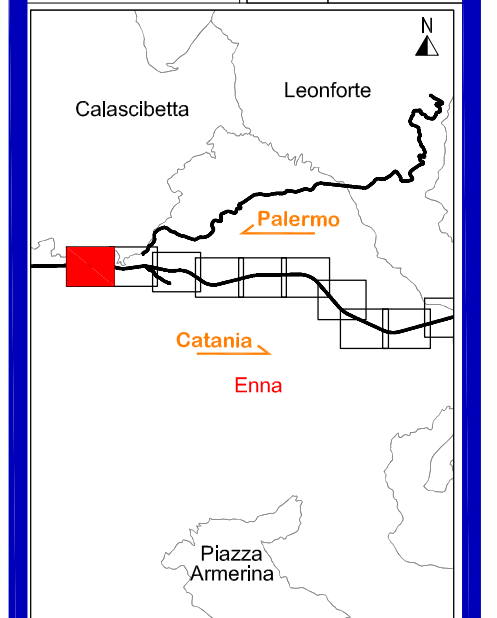 N
Leonforte
Calascibetta
Palermo
Catania
Enna
Piazza
Armerina